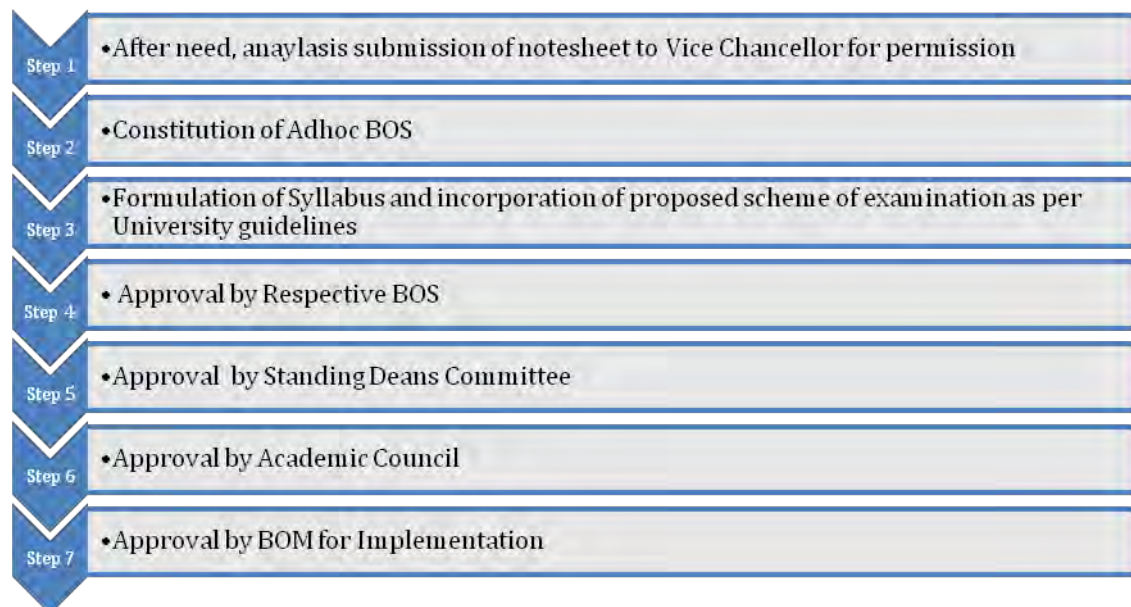 Step 1
•After need, anaylasis submission of notesheet to Vice Chancellor for permission
Step 2
•Constitution of Adhoc BOS
Step 3
•Formulation of Syllabus and incorporation of proposed scheme of examination as per
University guidelines
Step 4
• Approval by Respective BOS
Step 5
•Approval by Standing Deans Committee
Step 6
•Approval by Academic Council
Step 7
•Approval by BOM for Implementation